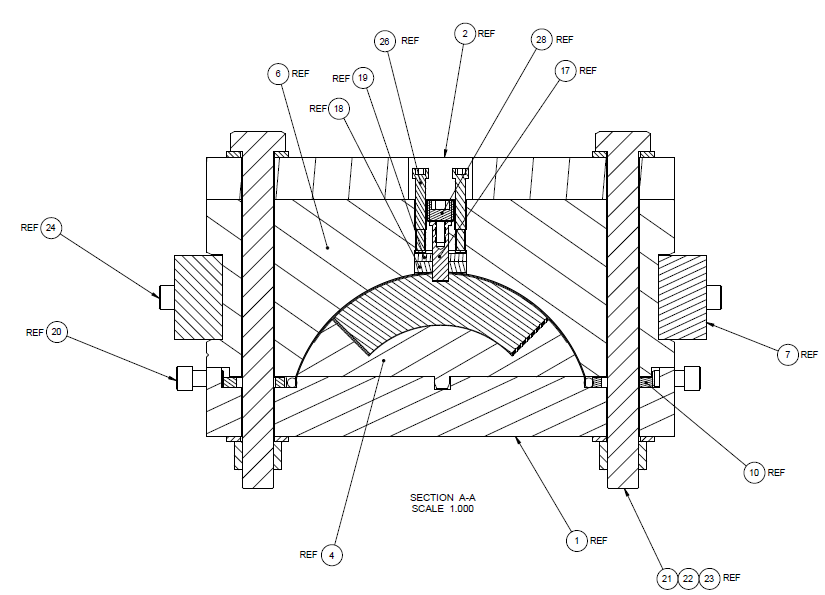 2 REF
26 REF
28 REF
17 REF
6 REF
REF 19
REF 18
REF 24
REF 20
7 REF
10 REF
SECTION A-A
SCALE 1.000
1 REF
REF 4
21 22 23 REF